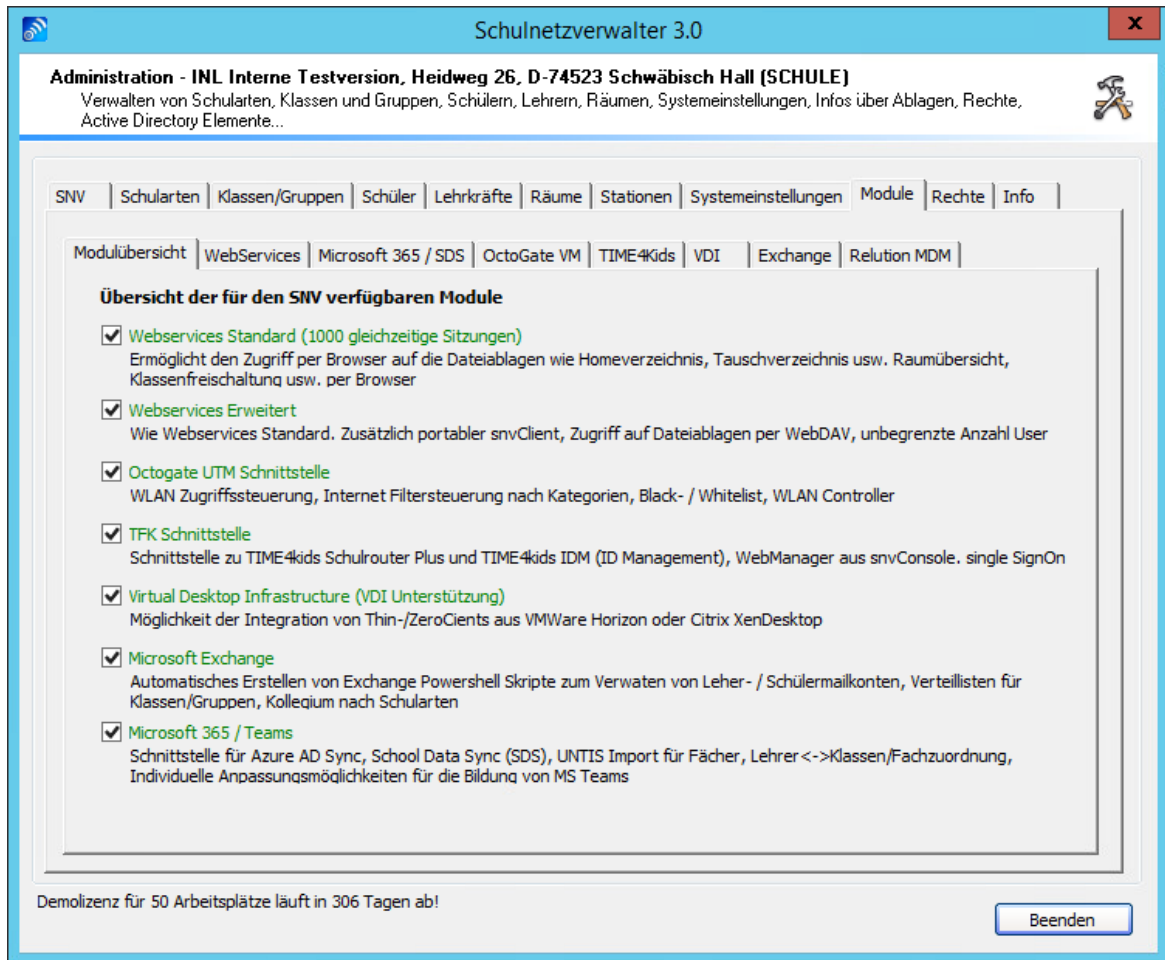 Schulnetzverwalter 3.0
x
Administration - INL Interne Testversion, Heidweg 26, D-74523 Schwäbisch Hall (SCHULE)
Verwalten von Schularten, Klassen und Gruppen, Schülern, Lehrern, Räumen, Systemeinstellungen, Infos über Ablagen, Rechte,
Active Directory Elemente...
SNV Schularten Klassen/Gruppen Schüler Lehrkräfte Räume Stationen Systemeinstellungen Module Rechte Info
Modulübersicht WebServices Microsoft 365 / SDS OctoGate VM TIME4Kids VDI Exchange Relution MDM
Übersicht der für den SNV verfügbaren Module
Webservices Standard (1000 gleichzeitige Sitzungen)
Ermöglicht den Zugriff per Browser auf die Dateiablagen wie Homeverzeichnis, Tauschverzeichnis usw. Raumübersicht,
Klassenfreischaltung usw. per Browser
Webservices Erweitert
Wie Webservices Standard. Zusätzlich portabler snvClient, Zugriff auf Dateiablagen per WebDAV, unbegrenzte Anzahl User
Octogate UTM Schnittstelle
WLAN Zugriffssteuerung, Internet Filtersteuerung nach Kategorien, Black- / Whitelist, WLAN Controller
TFK Schnittstelle
Schnittstelle zu TIME4kids Schulrouter Plus und TIME4kids IDM (ID Management), WebManager aus snvConsole. single SignOn
Virtual Desktop Infrastructure (VDI Unterstützung)
Möglichkeit der Integration von Thin-/ZeroCients aus VMWare Horizon oder Citrix XenDesktop
Microsoft Exchange
Automatisches Erstellen von Exchange Powershell Skripte zum Verwaten von Leher- / Schülermailkonten, Verteillisten für
Klassen/Gruppen, Kollegium nach Schularten
Microsoft 365 / Teams
Schnittstelle für Azure AD Sync, School Data Sync (SDS), UNTIS Import für Fächer, Lehrer<->Klassen/Fachzuordnung,
Individuelle Anpassungsmöglichkeiten für die Bildung von MS Teams
Demolizenz für 50 Arbeitsplätze läuft in 306 Tagen ab!
Beenden